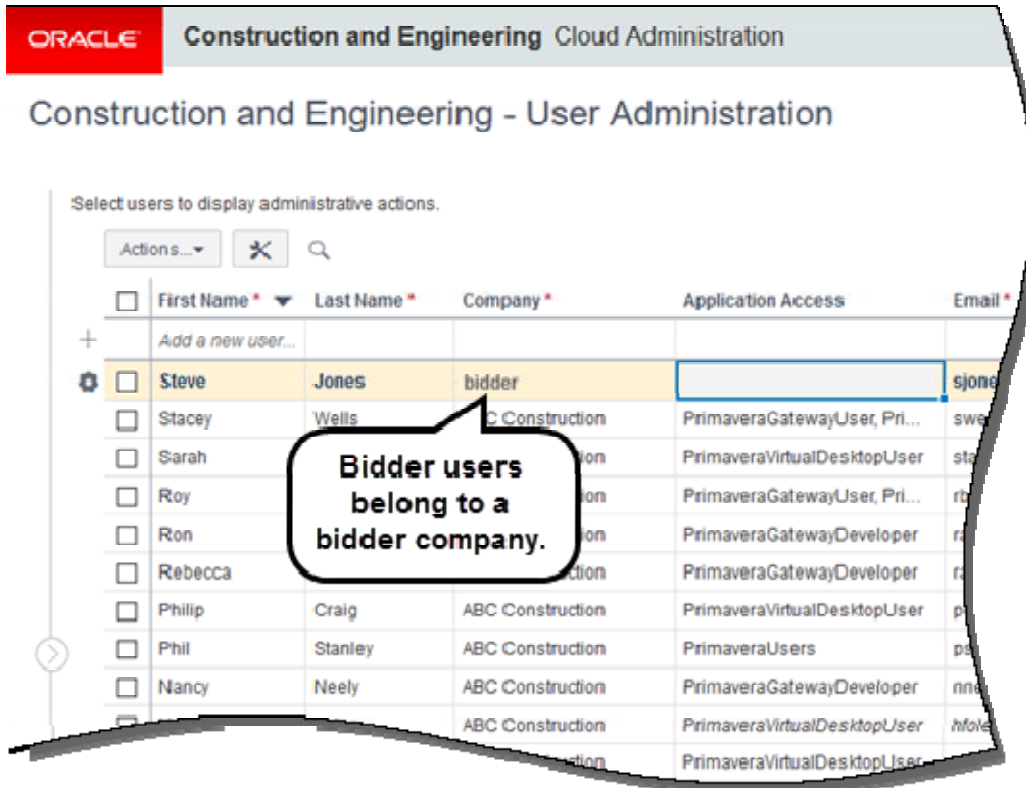 ORACLE Construction and Engineering Cloud Administration
Construction and Engineering - User Administration
Select users to display administrative actions.
Actions...
First Name * Last Name * Company * Application Access Email *
Add a new user...
Steve Jones bidder sjone
Stacey Wells C Construction PrimaveraGatewayUser, Pri... swe
Sarah ion PrimaveraVirtualDesktopUser sta
Roy ion PrimaveraGatewayUser, Pri... rb
Ron ion PrimaveraGatewayDeveloper
Rebecca ction PrimaveraGatewayDeveloper
Bidder users
belong to a
bidder company.
Philip Craig ABC Construction PrimaveraVirtualDesktopUser
Phil Stanley ABC Construction PrimaveraUsers ps
Nancy Neely ABC Construction PrimaveraGatewayDeveloper nne
ABC Construction PrimaveraVirtualDesktopUser hfole
PrimaveraVirtualDesktopUser